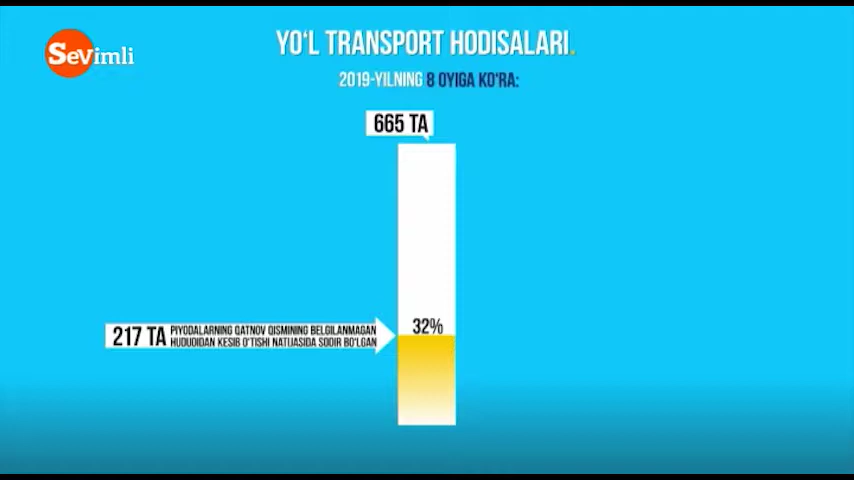 Sevimli
YO‘L TRANSPORT HODISALARI.
2019-YILNING 8 OYIGA KO'RA:
665 TA
32%
217 TA
PIYODALARNING QATNOV QISMINING BELGILANMAGAN
HUDUDIDAN KESIB O'TISHI NATIJASIDA SODIR BO'LGAN